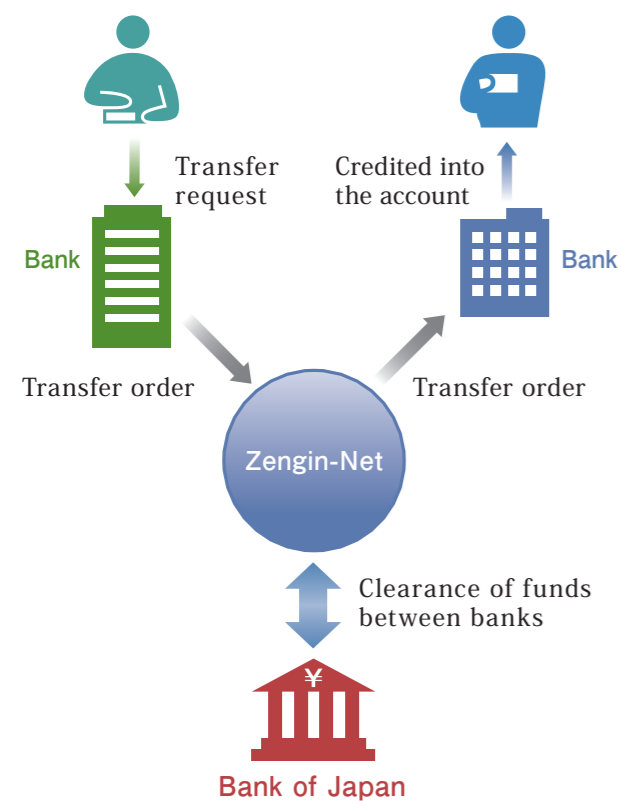 Transfer
request
Credited into
the account
Bank
Bank
Transfer order
Transfer order
Zengin-Net
Clearance of funds
between banks
¥
Bank of Japan